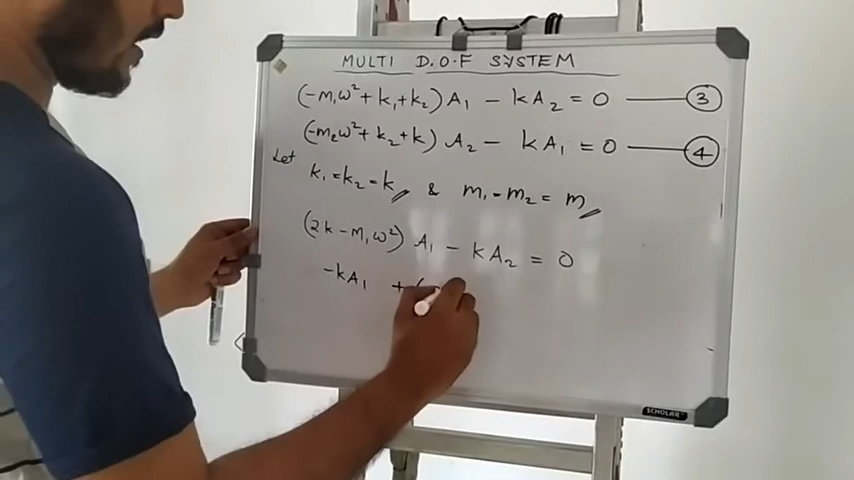 MULTI D.O.F SYSTEM
(-m₁ω²+k₁+k₂)A₁ - kA₂ = 0 ——— ③
(-m₂ω²+k₂+k)A₂ - kA₁ = 0 ——— ④
Let
k₁=k₂=k & m₁=m₂=m
(2k-m₁ω²)A₁ - kA₂ = 0
-kA₁ + (
SCHOLAR